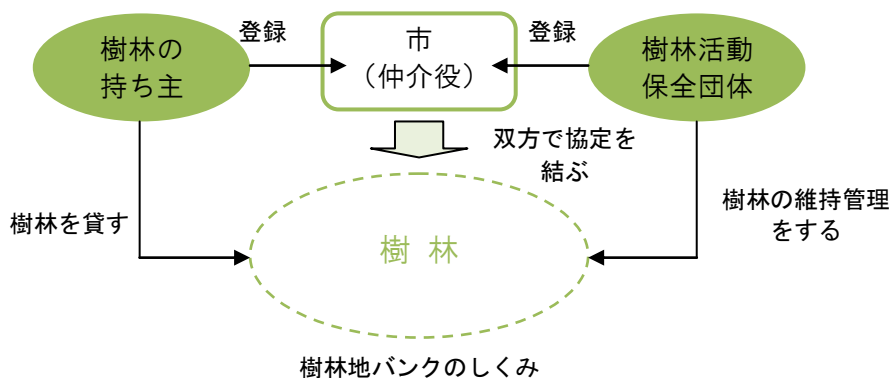 樹林の
持ち主
登録
市
（仲介役）
登録
樹林活動
保全団体
双方で協定を
結ぶ
樹林を貸す
樹林
樹林の維持管理
をする
樹林地バンクのしくみ